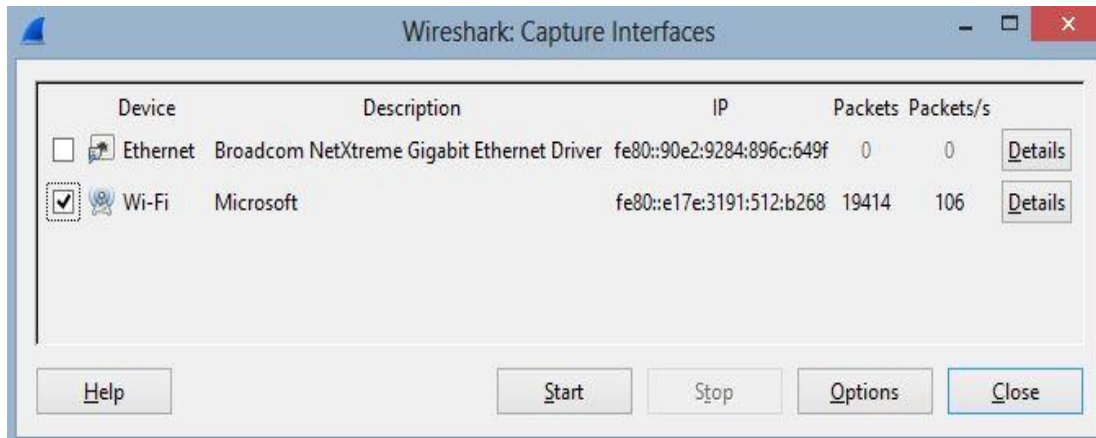 Wireshark: Capture Interfaces
Device Description IP Packets Packets/s
Ethernet Broadcom NetXtreme Gigabit Ethernet Driver fe80::90e2:9284:896c:649f 0 0 Details
Wi-Fi Microsoft fe80::e17e:3191:512:b268 19414 106 Details
Help Start Stop Options Close